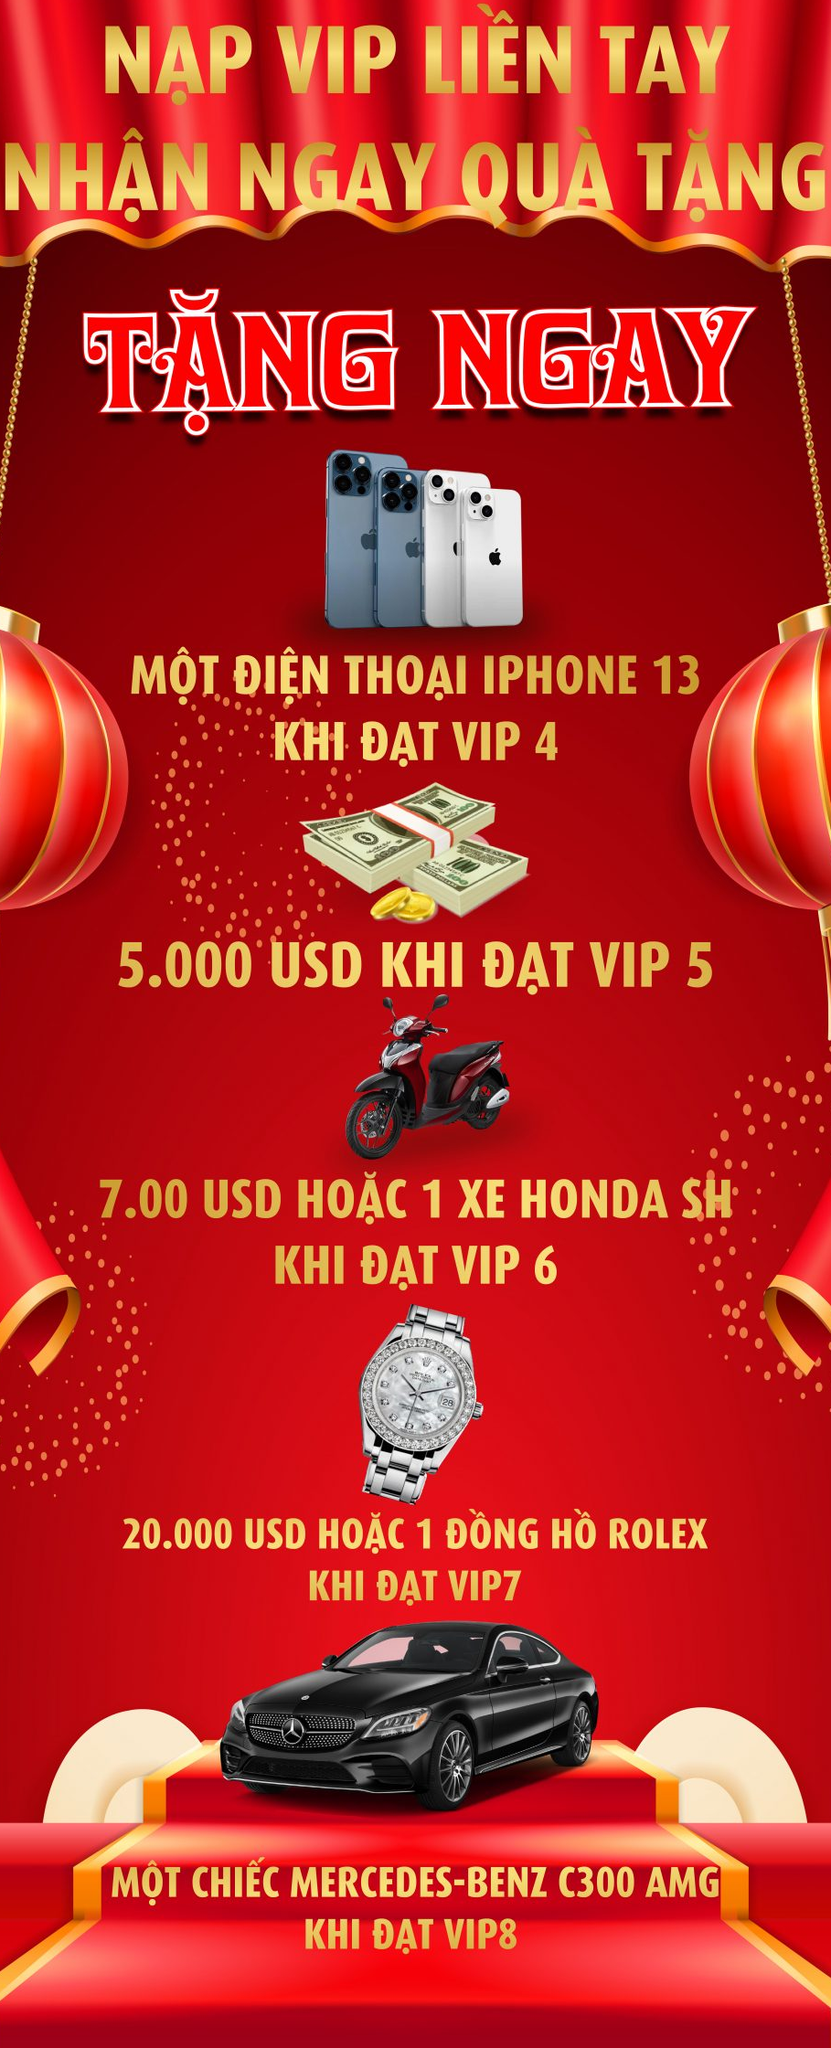 NẠP VIP LIỀN TAY
NHẬN NGAY QUÀ TẶNG
TẶNG NGAY
MỘT ĐIỆN THOẠI IPHONE 13
KHI ĐẠT VIP 4
5.000 USD KHI ĐẠT VIP 5
7.00 USD HOẶC 1 XE HONDA SH
KHI ĐẠT VIP 6
20.000 USD HOẶC 1 ĐỒNG HỒ ROLEX
KHI ĐẠT VIP7
MỘT CHIẾC MERCEDES-BENZ C300 AMG
KHI ĐẠT VIP8